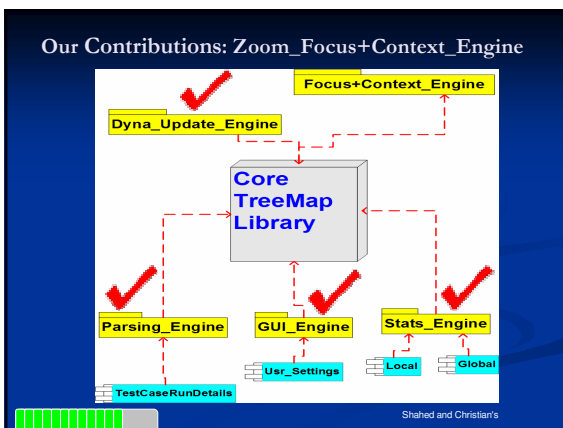 Our Contributions: Zoom_Focus+Context_Engine
Focus+Context_Engine
Dyna_Update_Engine
Core
TreeMap
Library
Parsing_Engine
GUI_Engine
Stats_Engine
Usr_Settings
Local
Global
TestCaseRunDetails
Shahed and Christian's